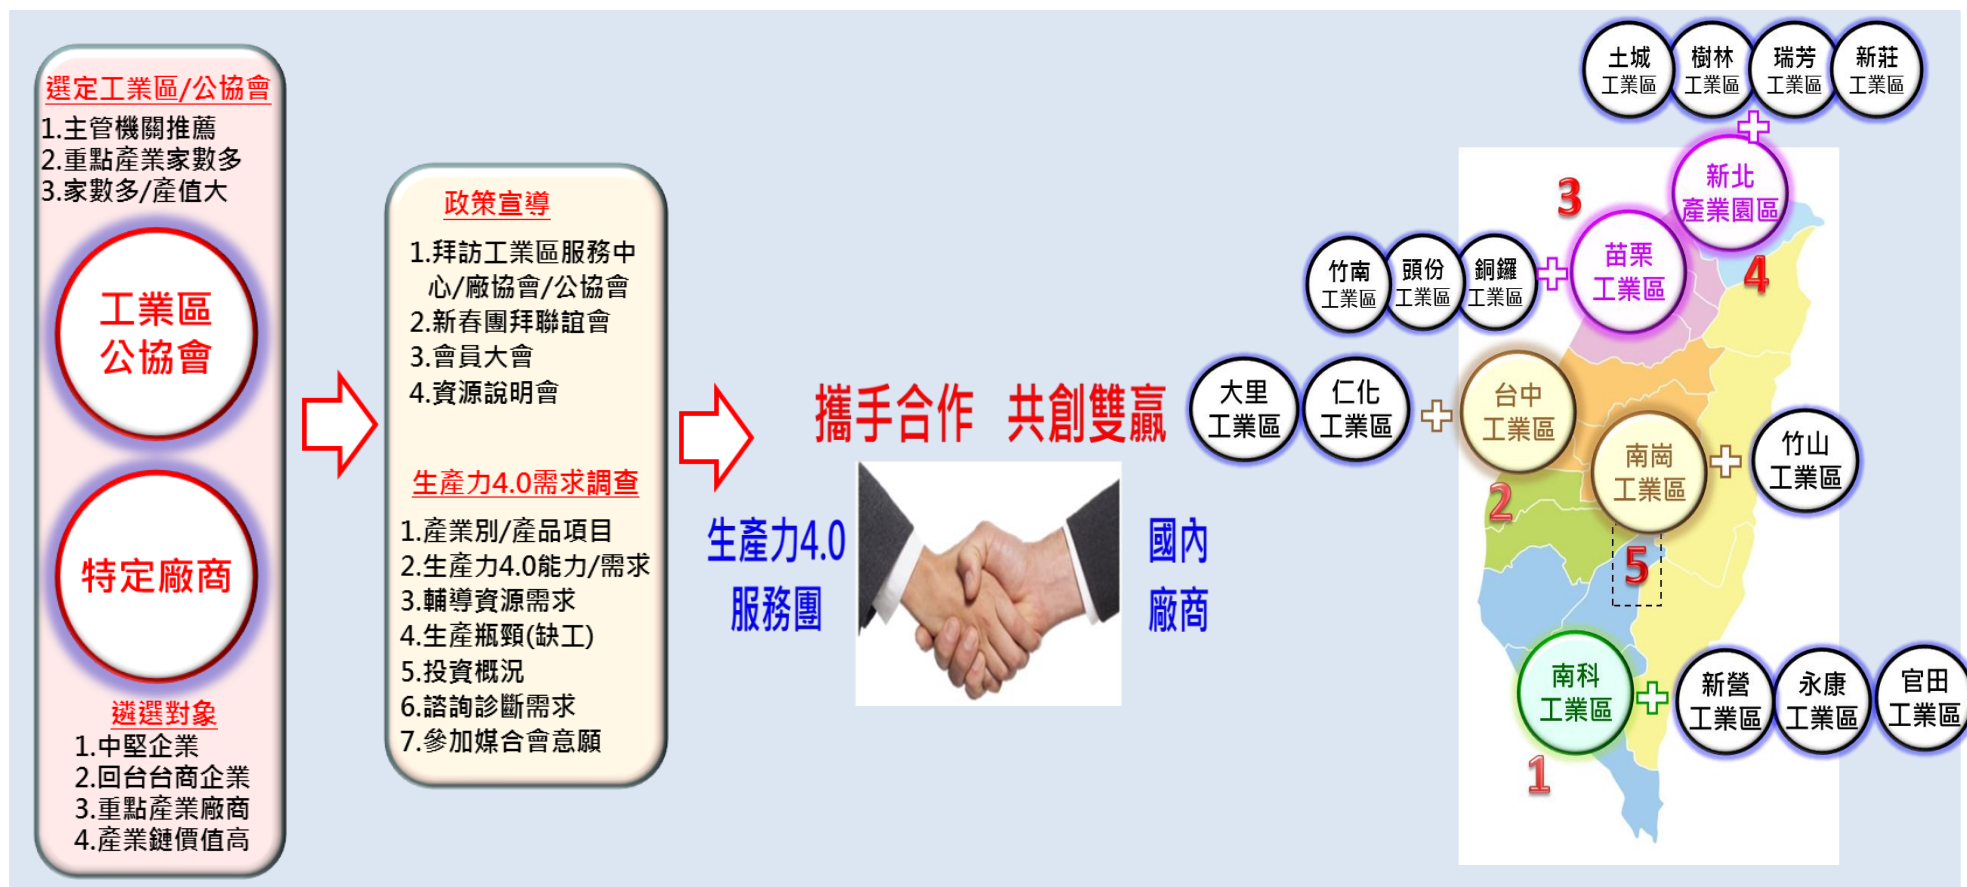 選定工業區/公協會
1.主管機關推薦
2.重點產業家數多
3.家數多/產值大
工業區
公協會
特定廠商
遴選對象
1.中堅企業
2.回台台商企業
3.重點產業廠商
4.產業鏈價值高
政策宣導
1.拜訪工業區服務中
心/廠協會/公協會
2.新春團拜聯誼會
3.會員大會
4.資源說明會
生產力4.0需求調查
1.產業別/產品項目
2.生產力4.0能力/需求
3.輔導資源需求
4.生產瓶頸(缺工)
5.投資概況
6.諮詢診斷需求
7.參加媒合會意願
攜手合作 共創雙贏
生產力4.0
服務團
國內
廠商
土城
工業區
樹林
工業區
瑞芳
工業區
新莊
工業區
新北
產業園區
3
苗栗
工業區
4
竹南
工業區
頭份
工業區
銅鑼
工業區
大里
工業區
仁化
工業區
台中
工業區
2
南崗
工業區
竹山
工業區
5
南科
工業區
1
新營
工業區
永康
工業區
官田
工業區